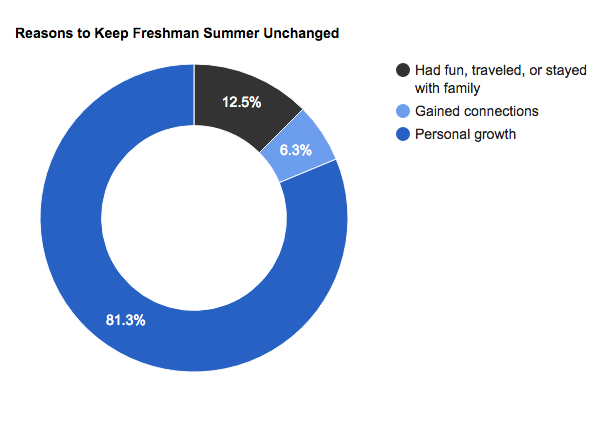 Reasons to Keep Freshman Summer Unchanged
12.5%
6.3%
81.3%
Had fun, traveled, or stayed
with family
Gained connections
Personal growth